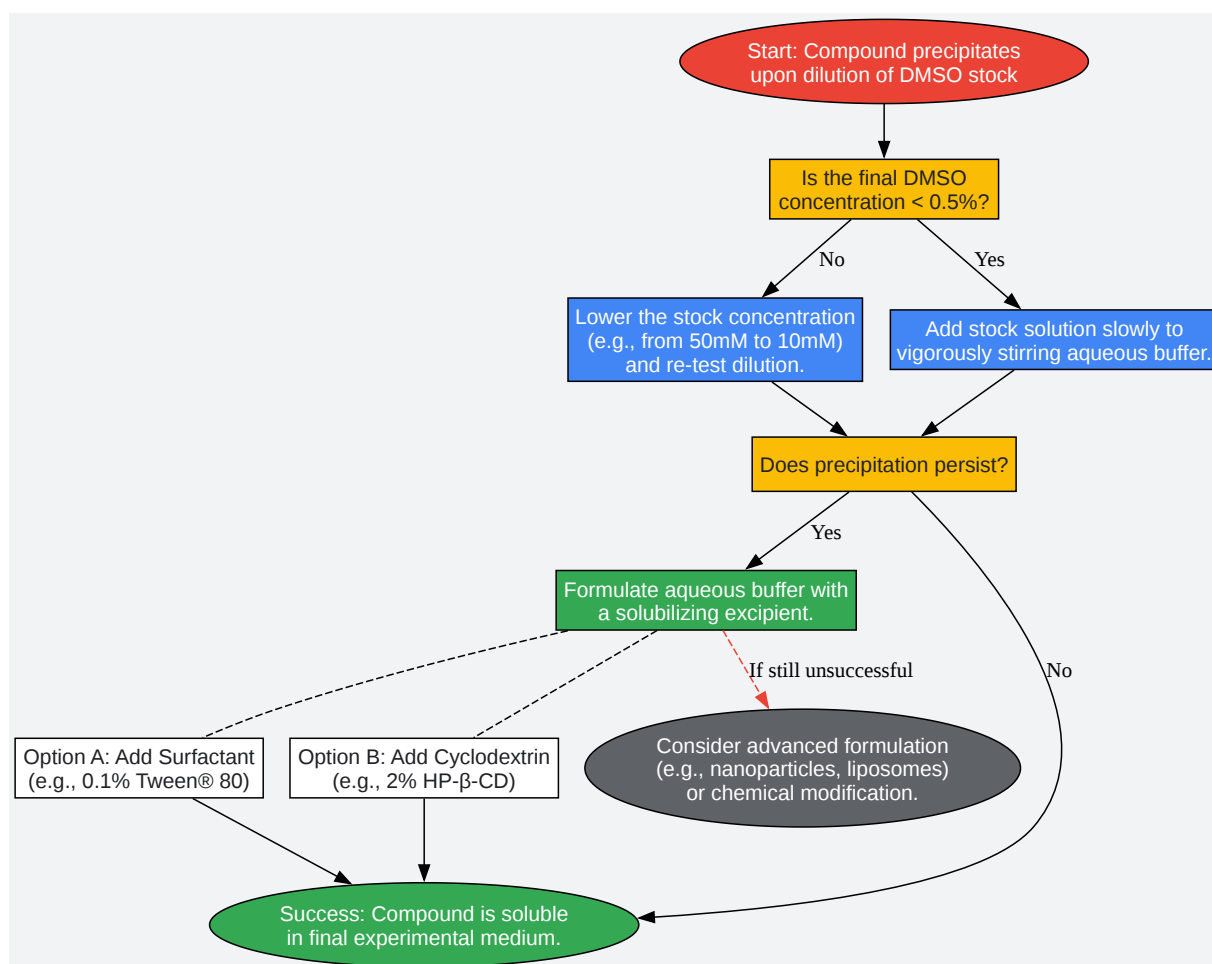 Start: Compound precipitates
upon dilution of DMSO stock
Is the final DMSO
concentration < 0.5%?
No
Yes
Lower the stock concentration
(e.g., from 50mM to 10mM)
and re-test dilution.
Add stock solution slowly to
vigorously stirring aqueous buffer.
Does precipitation persist?
Yes
Formulate aqueous buffer with
a solubilizing excipient.
If still unsuccessful
No
Option A: Add Surfactant
(e.g., 0.1% Tween® 80)
Option B: Add Cyclodextrin
(e.g., 2% HP-β-CD)
Consider advanced formulation
(e.g., nanoparticles, liposomes)
or chemical modification.
Success: Compound is soluble
in final experimental medium.